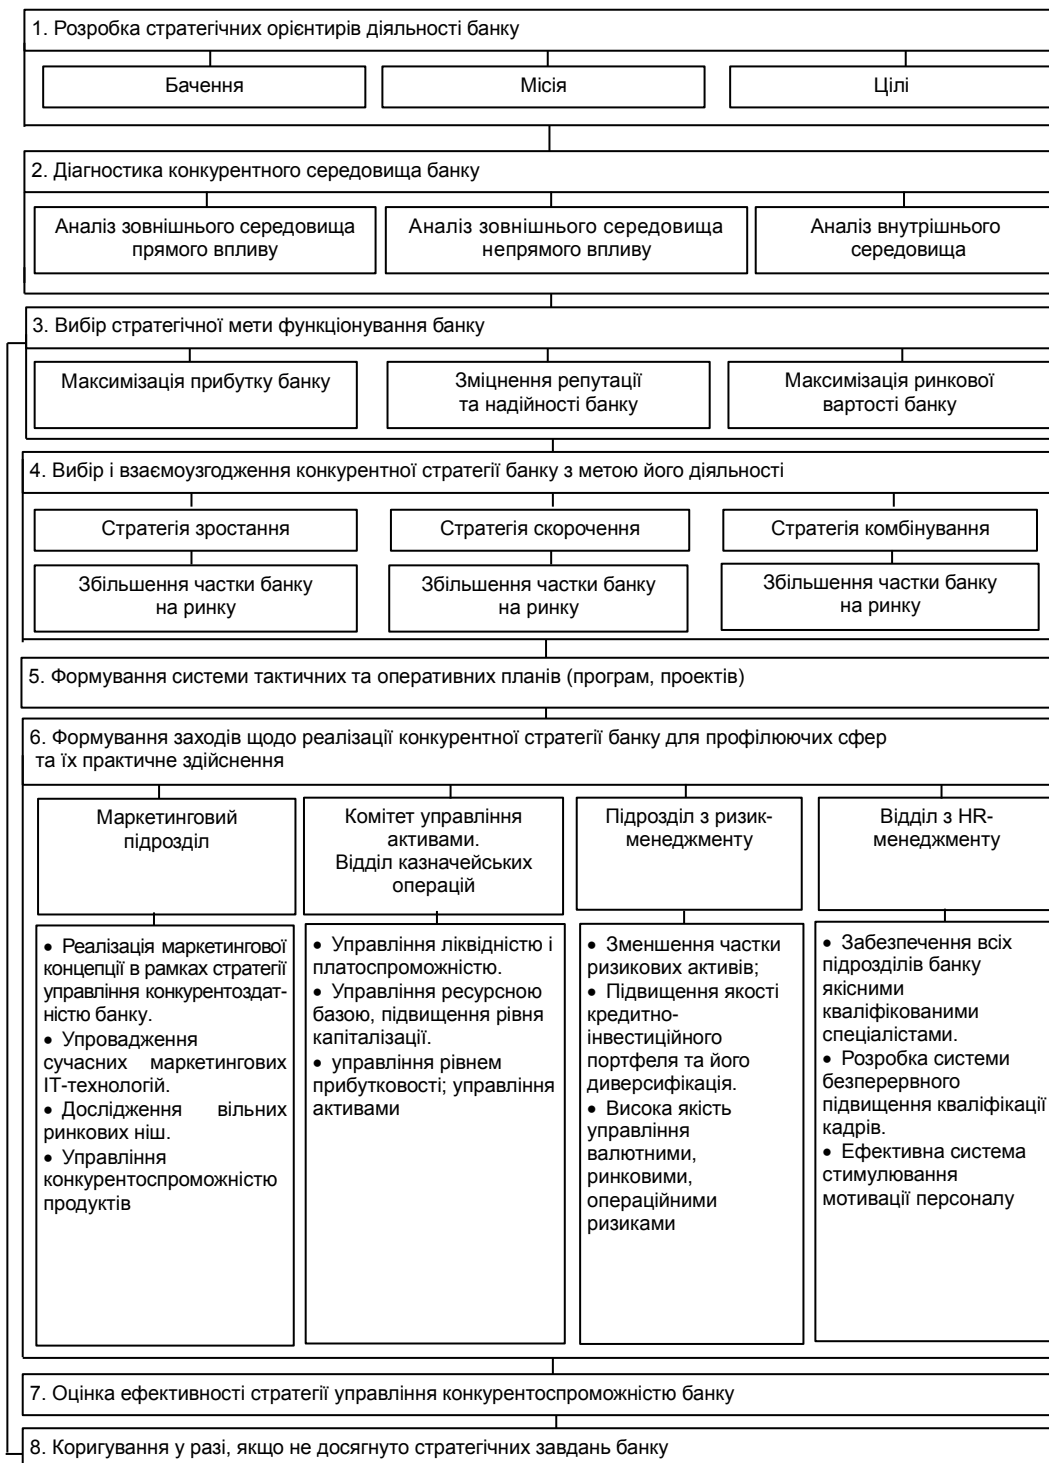 1. Розробка стратегічних орієнтирів діяльності банку
Бачення
Місія
Цілі
2. Діагностика конкурентного середовища банку
Аналіз зовнішнього середовища
прямого впливу
Аналіз зовнішнього середовища
непрямого впливу
Аналіз внутрішнього
середовища
3. Вибір стратегічної мети функціонування банку
Максимізація прибутку банку
Зміцнення репутації
та надійності банку
Максимізація ринкової
вартості банку
4. Вибір і взаємоузгодження конкурентної стратегії банку з метою його діяльності
Стратегія зростання
Стратегія скорочення
Стратегія комбінування
Збільшення частки банку
на ринку
Збільшення частки банку
на ринку
Збільшення частки банку
на ринку
5. Формування системи тактичних та оперативних планів (програм, проектів)
6. Формування заходів щодо реалізації конкурентної стратегії банку для профілюючих сфер
та їх практичне здійснення
Маркетинговий
підрозділ
Комітет управління
активами.
Відділ казначейських
операцій
Підрозділ з ризик-
менеджменту
Відділ з HR-
менеджменту
• Реалізація маркетингової
концепції в рамках стратегії
управління конкурентоздат-
ністю банку.
• Упровадження
сучасних маркетингових
ІТ-технологій.
• Дослідження вільних
ринкових ніш.
• Управління
конкурентоспроможністю
продуктів
• Управління ліквідністю і
платоспроможністю.
• Управління ресурсною
базою, підвищення рівня
капіталізації.
• управління рівнем
прибутковості; управління
активами
• Зменшення частки
ризикових активів;
• Підвищення якості
кредитно-
інвестиційного
портфеля та його
диверсифікація.
• Висока якість
управління
валютними,
ринковими,
операційними
ризиками
• Забезпечення всіх
підрозділів банку
якісними
кваліфікованими
спеціалістами.
• Розробка системи
безперервного
підвищення кваліфікації
кадрів.
• Ефективна система
стимулювання
мотивації персоналу
7. Оцінка ефективності стратегії управління конкурентоспроможністю банку
8. Коригування у разі, якщо не досягнуто стратегічних завдань банку